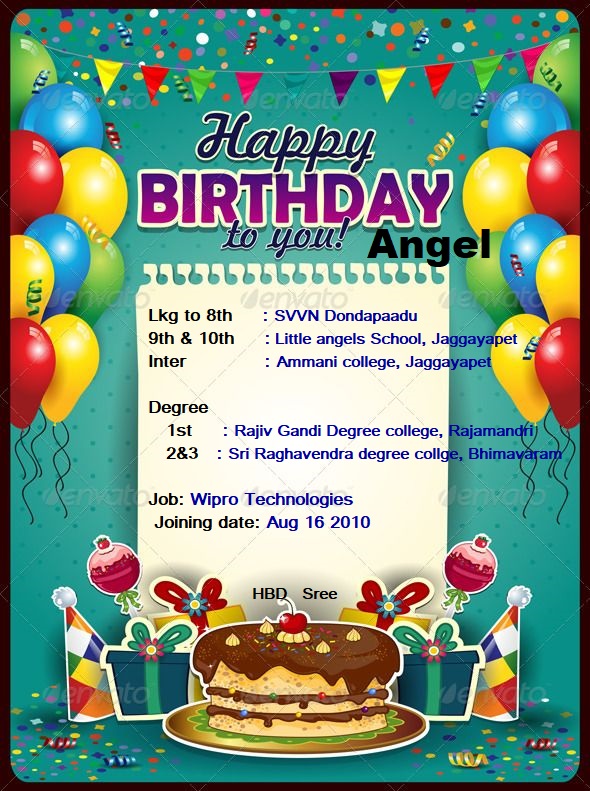 Happy
BIRTHDAY
to you! Angel
Lkg to 8th : SVVN Dondapaadu
9th & 10th : Little angels School, Jaggayapet
Inter : Ammani college, Jaggayapet
Degree
1st : Rajiv Gandi Degree college, Rajamandri
2&3 : Sri Raghavendra degree collge, Bhimavaram
Job: Wipro Technologies
Joining date: Aug 16 2010
HBD Sree
envato